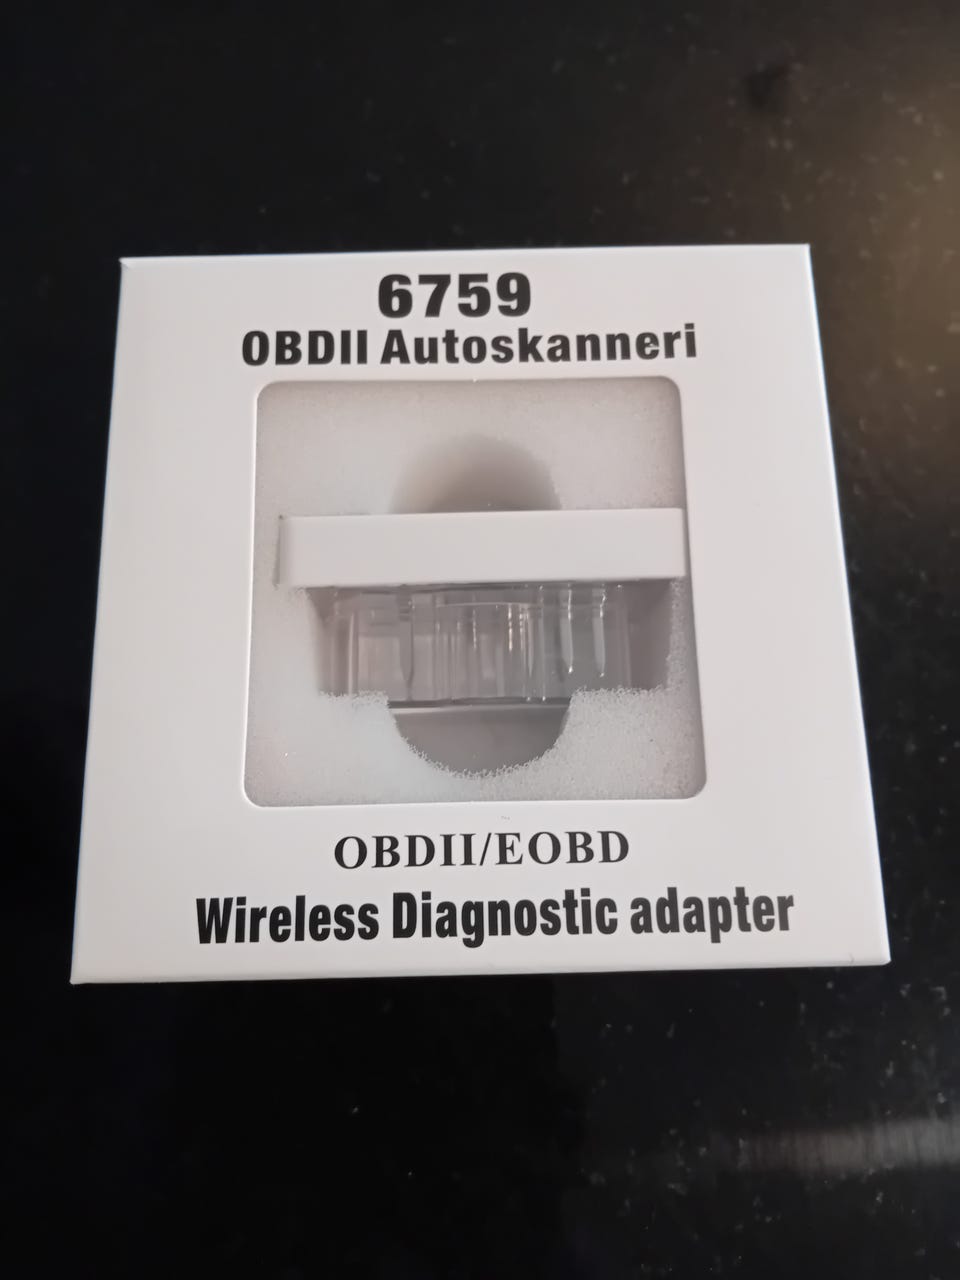 6759
OBDII Autoskanneri
OBDII/EOBD
Wireless Diagnostic adapter